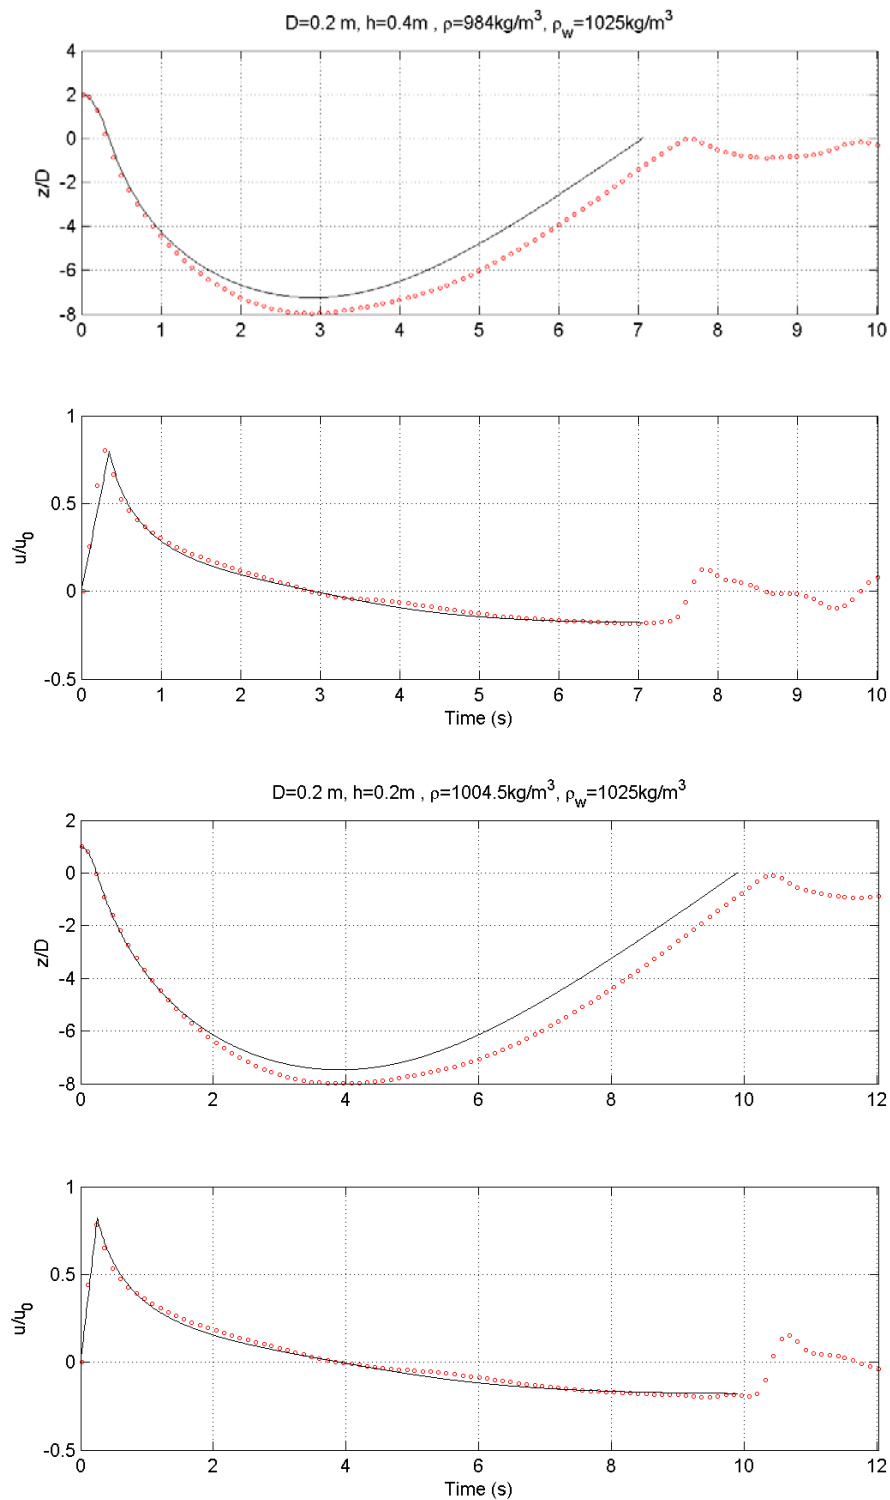 D=0.2 m, h=0.4m , ρ=984kg/m³, ρw=1025kg/m³
4
2
0
-2
-4
-6
-8
z/D
0 1 2 3 4 5 6 7 8 9 10
1
0.5
0
-0.5
u/u0
0 1 2 3 4 5 6 7 8 9 10
Time (s)
D=0.2 m, h=0.2m , ρ=1004.5kg/m³, ρw=1025kg/m³
2
0
-2
-4
-6
-8
z/D
0 2 4 6 8 10 12
1
0.5
0
-0.5
u/u0
0 2 4 6 8 10 12
Time (s)